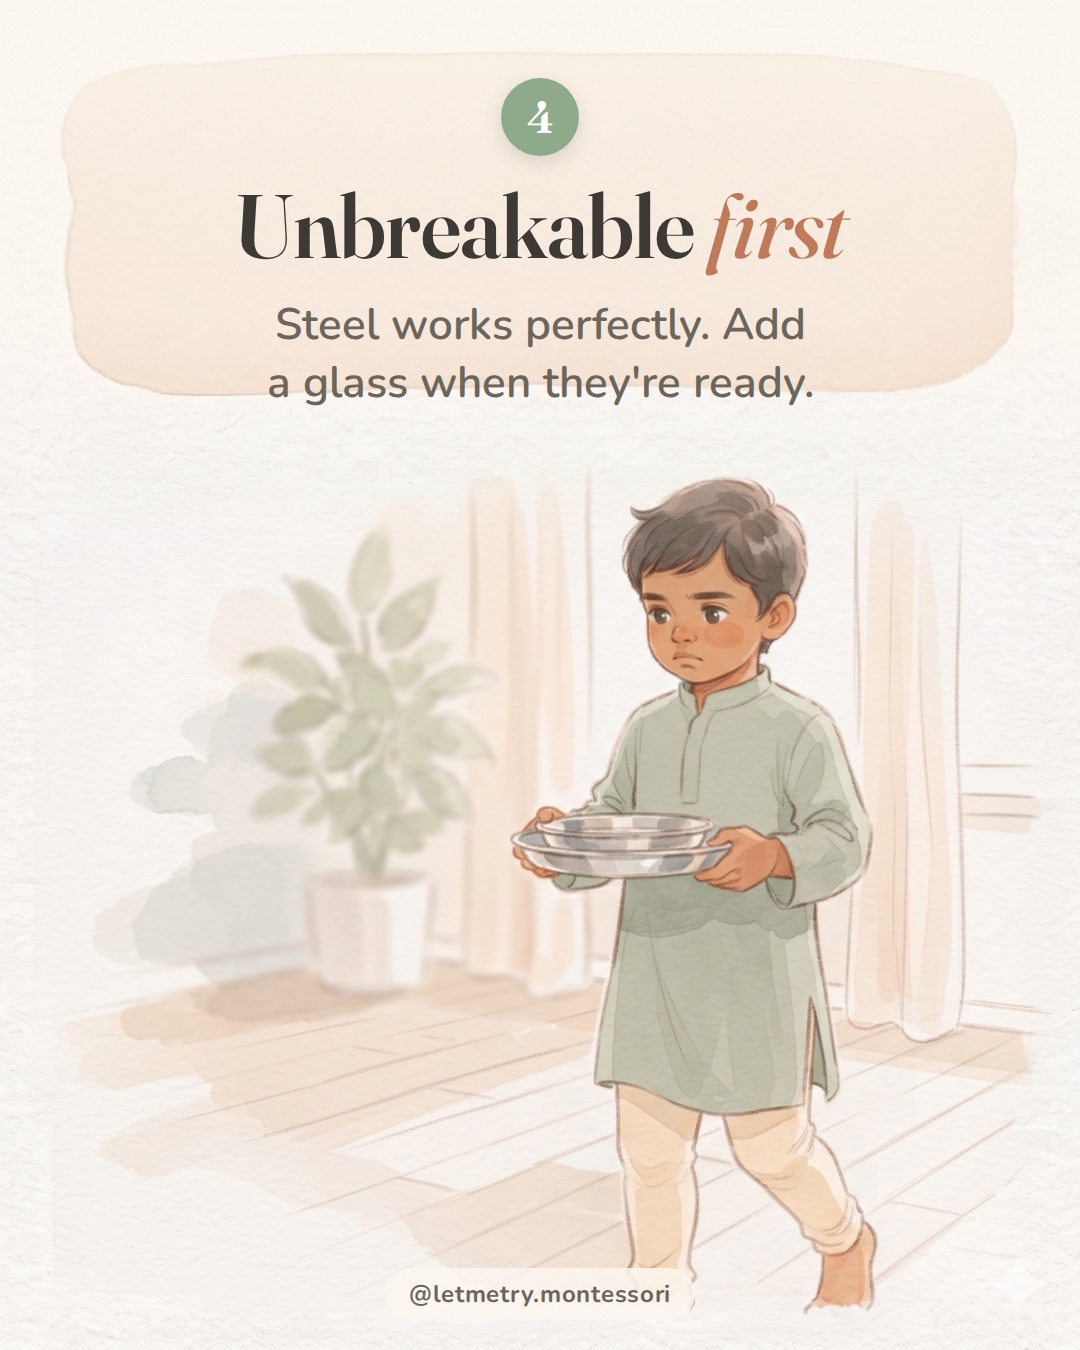 4
Unbreakable first
Steel works perfectly. Add
a glass when they're ready.
@letmetry.montessori